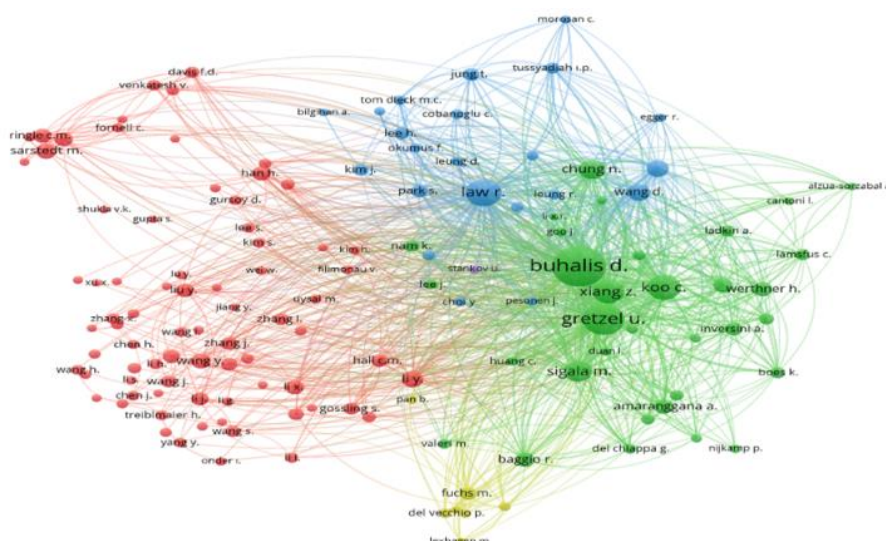 morosan c.
davis f.d.
jung t.
tussyadiah i.p.
venkatesh v.
tom dieck m.c.
bilgihan a.
cobanoglu c.
egger r.
fornell c.
ringle c.m.
lee h.
sarstedt m.
okumus f.
leung d.
han h.
kim j.
chung n.
gursoy d.
park s.
law r.
leung r.
wang d.
alzua-sorzabal a.
cantoni l.
shukla v.k.
gupta s.
lee s.
liu r.
goo j.
ladkin a.
kim s.
kim h.
nam k.
lamsfus c.
wei w.
filimonau v.
stankov u.
buhalis d.
lu y.
xu x.
liu y.
lee j.
xiang z.
koo c.
werthner h.
jiang y.
uysal m.
choi y.
pesonen j.
zhang x.
zhang l.
gretzel u.
wang l.
inversini a.
chen h.
zhang j.
duan l.
li h.
wang y.
hall c.m.
huang c.
wang h.
li s.
wang j.
li y.
sigala m.
boes k.
li x.
chen j.
li j.
li g.
pan b.
treiblmaier h.
gossling s.
amaranggana a.
wang s.
yang y.
valeri m.
del chiappa g.
nijkamp p.
onder i.
li l.
baggio r.
fuchs m.
del vecchio p.